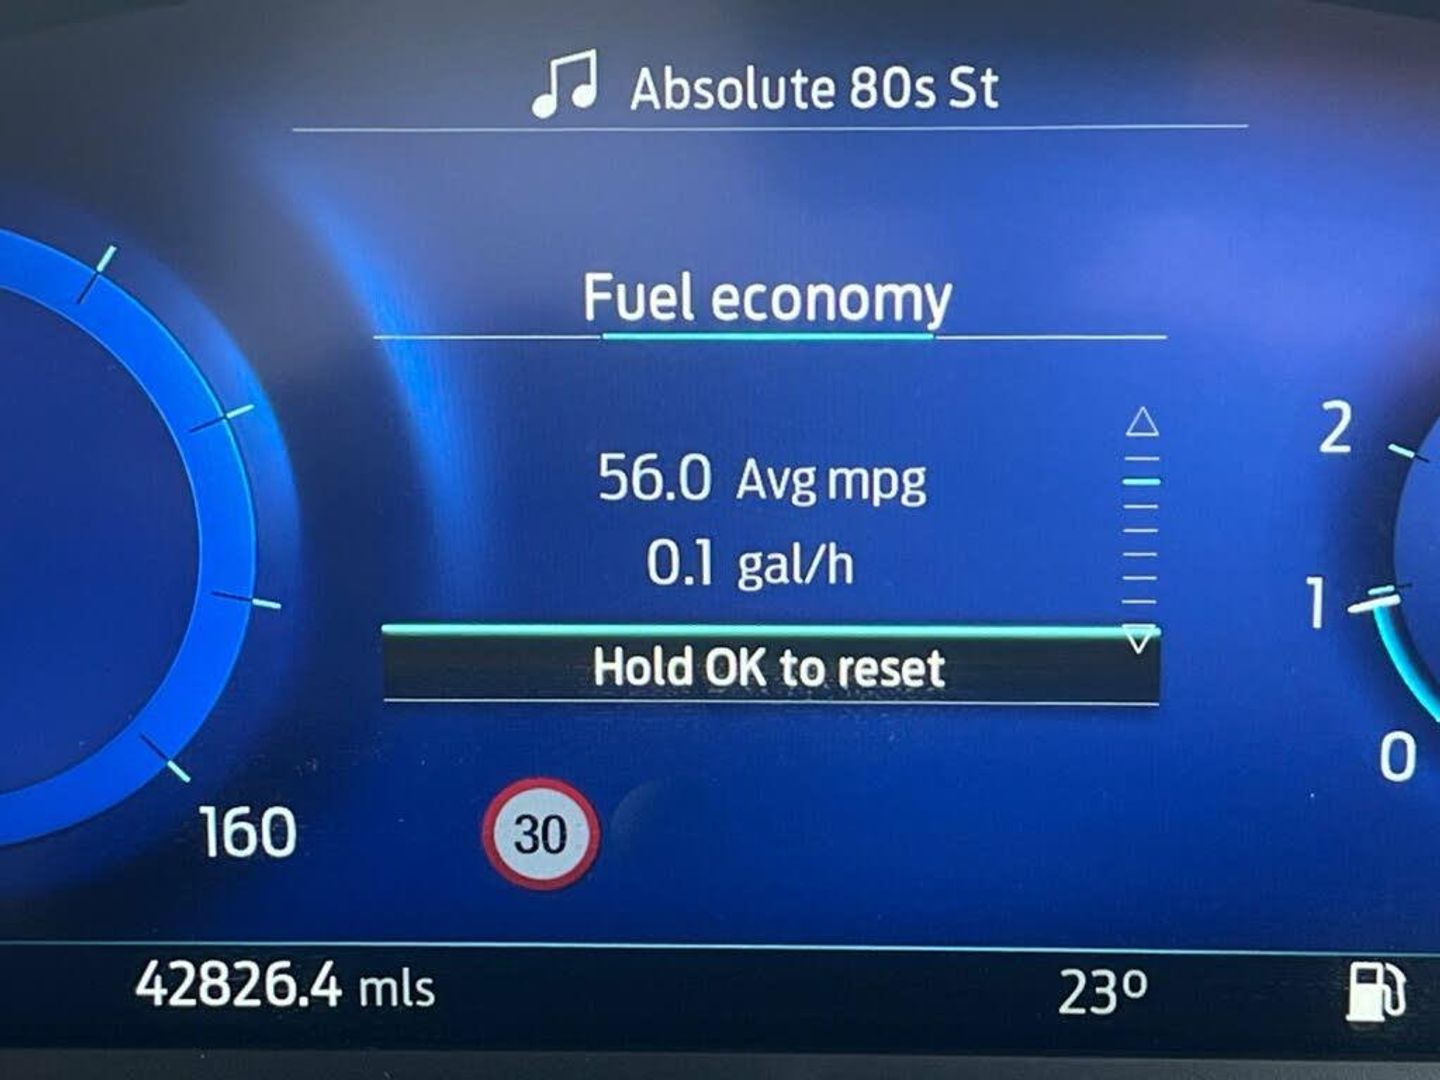 Absolute 80s St
Fuel economy
56.0 Avg mpg
0.1 gal/h
Hold OK to reset
2
1
0
160
30
42826.4 mls
23º